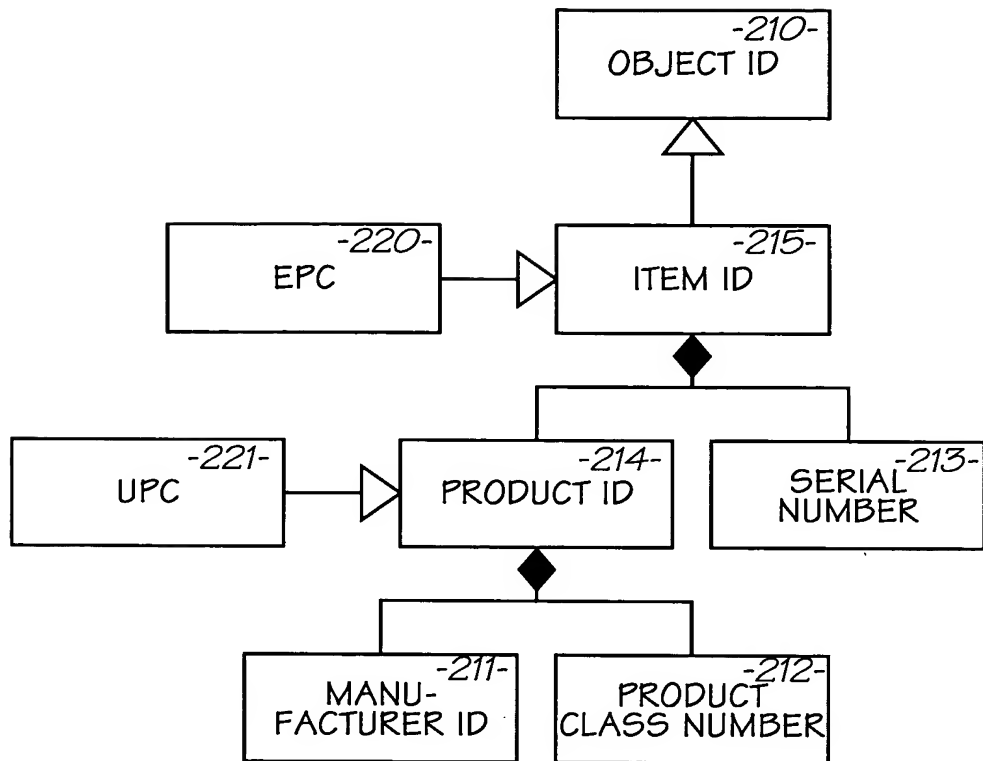 -210-
OBJECT ID
-220-
EPC
-215-
ITEM ID
-221-
UPC
-214-
PRODUCT ID
-213-
SERIAL
NUMBER
-211-
MANU-
FACTURER ID
-212-
PRODUCT
CLASS NUMBER